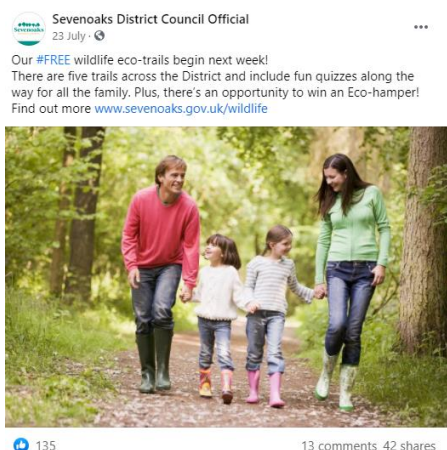 Sevenoaks District Council Official
23 July ·
Our #FREE wildlife eco-trails begin next week!
There are five trails across the District and include fun quizzes along the
way for all the family. Plus, there's an opportunity to win an Eco-hamper!
Find out more www.sevenoaks.gov.uk/wildlife
135
13 comments 42 shares